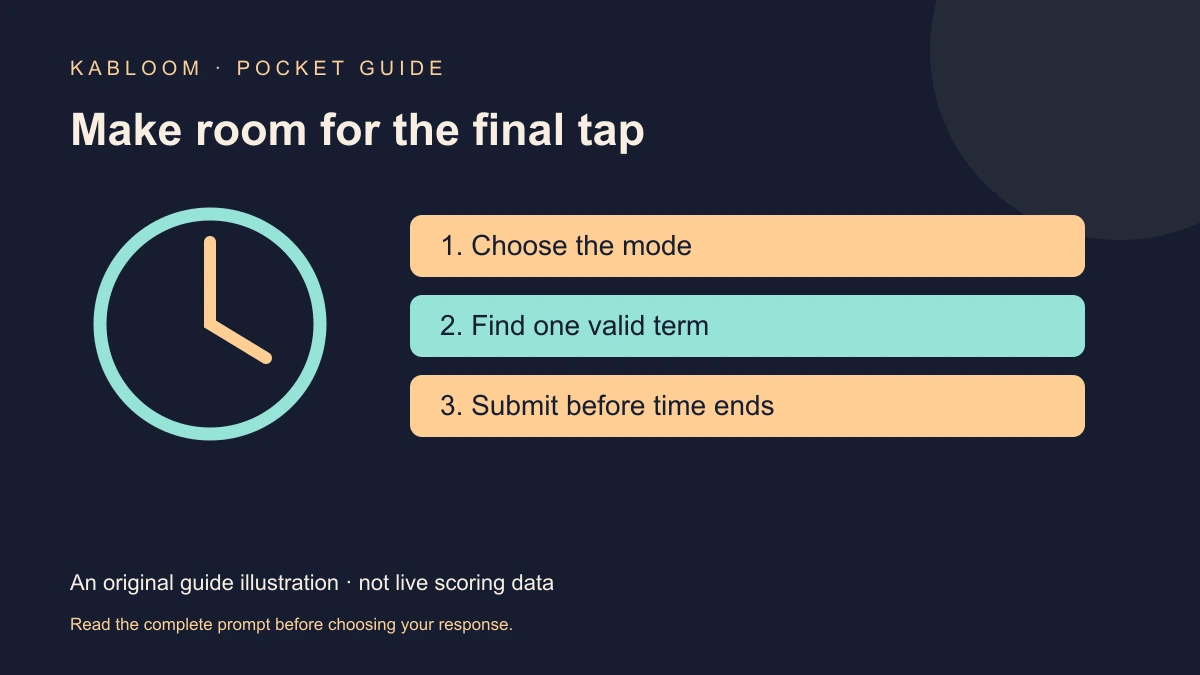 KABLOOM · POCKET GUIDE
Make room for the final tap
1. Choose the mode
2. Find one valid term
3. Submit before time ends
An original guide illustration · not live scoring data
Read the complete prompt before choosing your response.